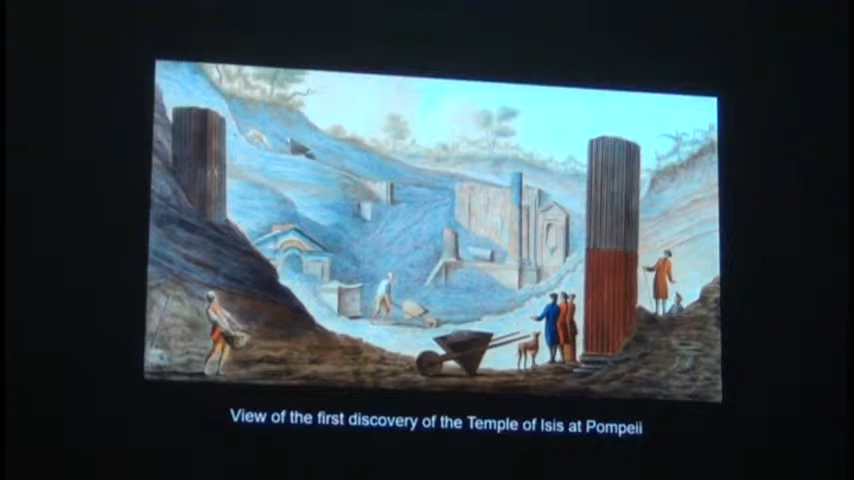 View of the first discovery of the Temple of Isis at Pompeii